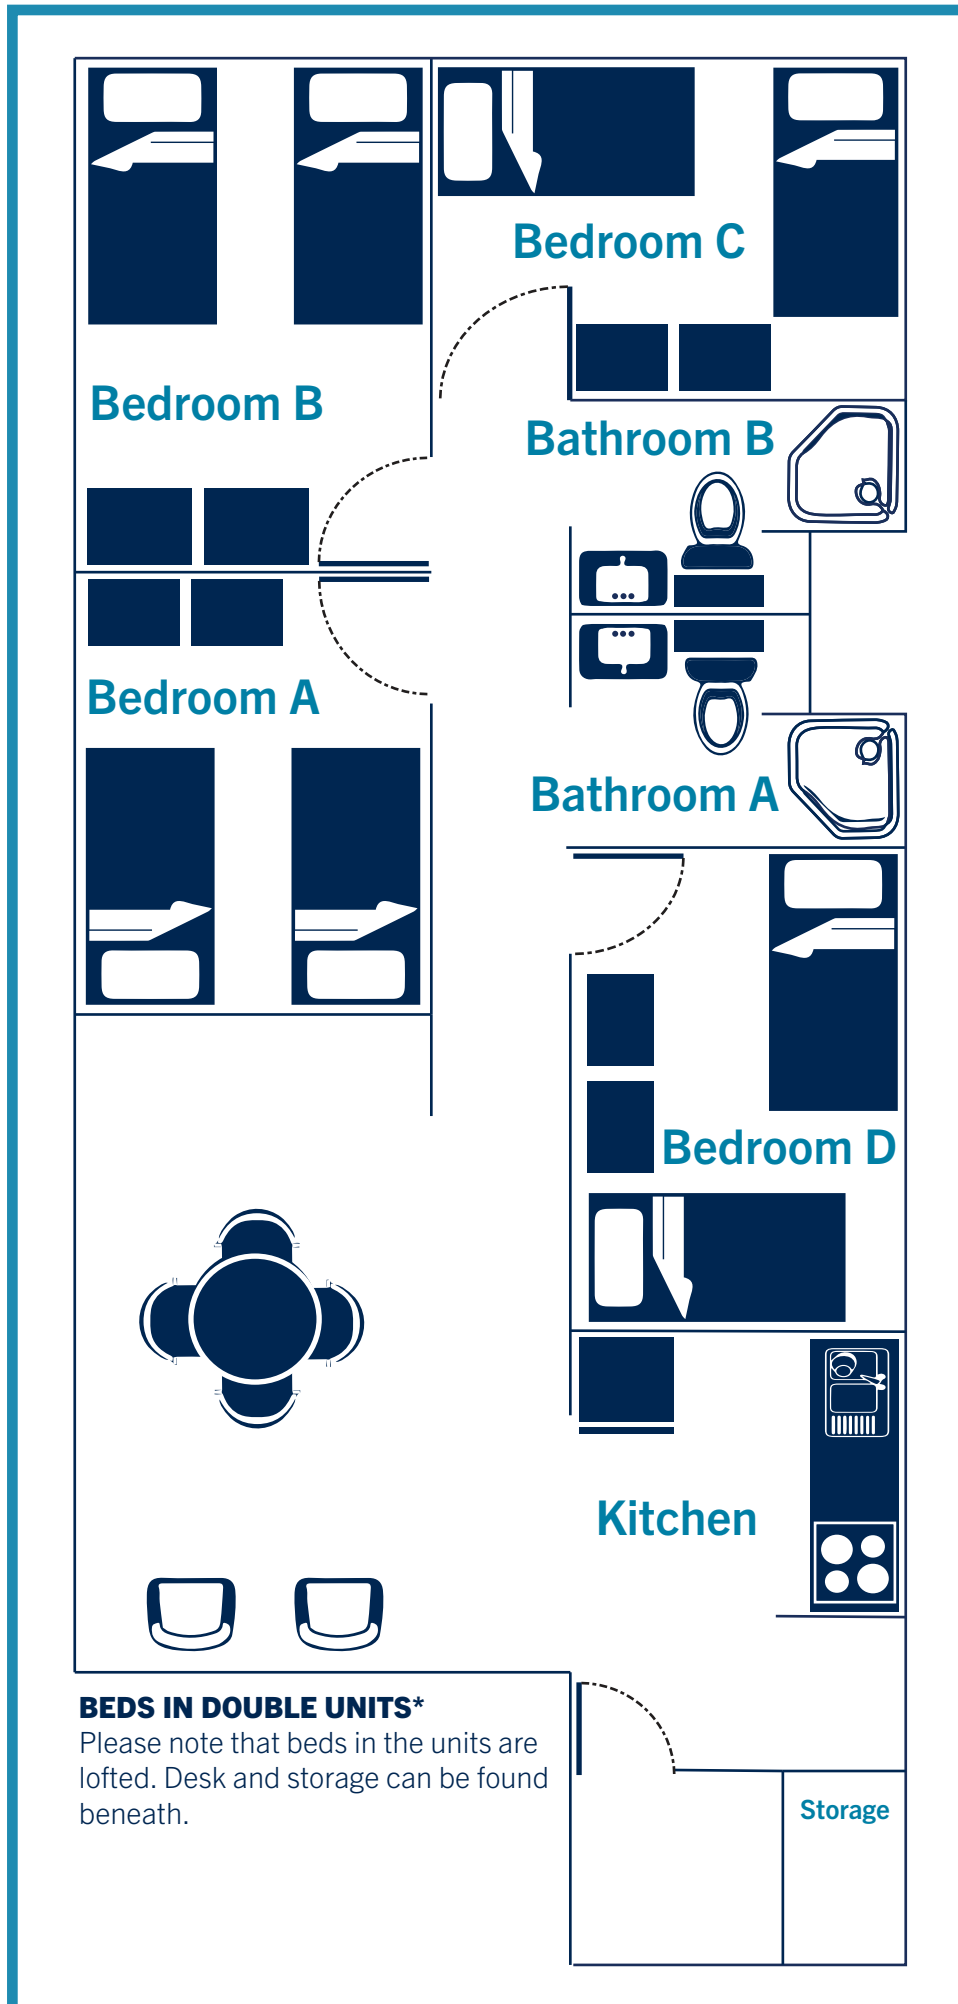 Bedroom C
Bedroom B
Bathroom B
Bedroom A
Bathroom A
Bedroom D
Kitchen
BEDS IN DOUBLE UNITS*
Please note that beds in the units are
lofted. Desk and storage can be found
beneath.
Storage